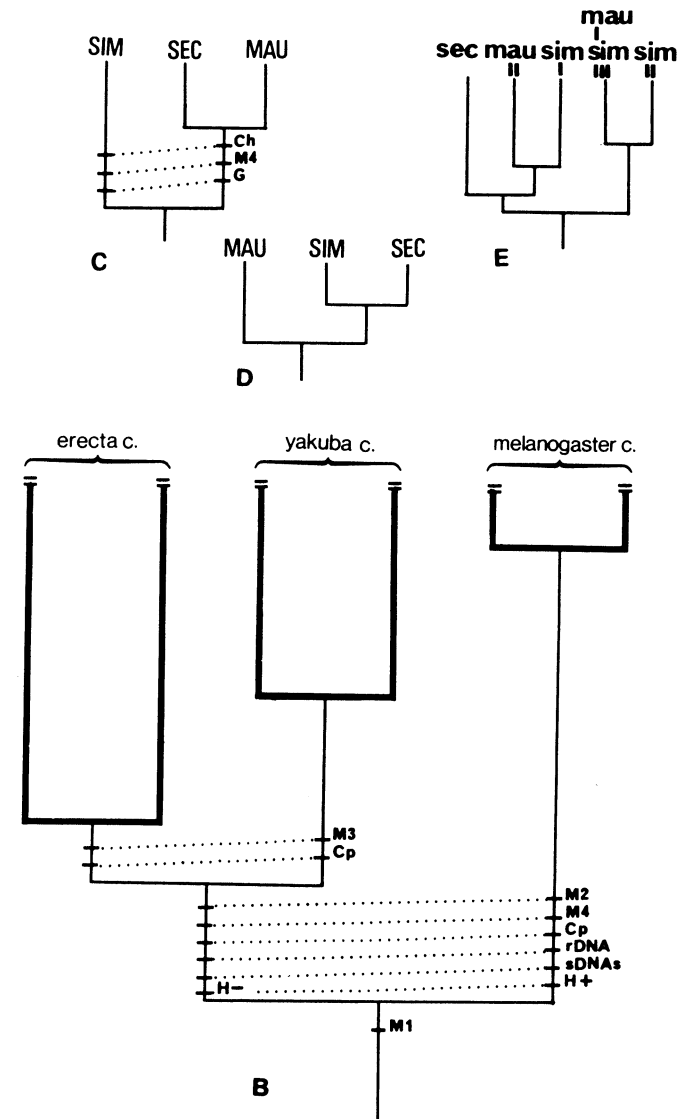 SIM SEC MAU
Ch
M4
G
C
mau
I
sec mau sim sim sim
II I III II
E
MAU SIM SEC
D
erecta c. yakuba c. melanogaster c.
M3
Cp
M2
M4
Cp
rDNA
sDNAs
H− H+
M1
B